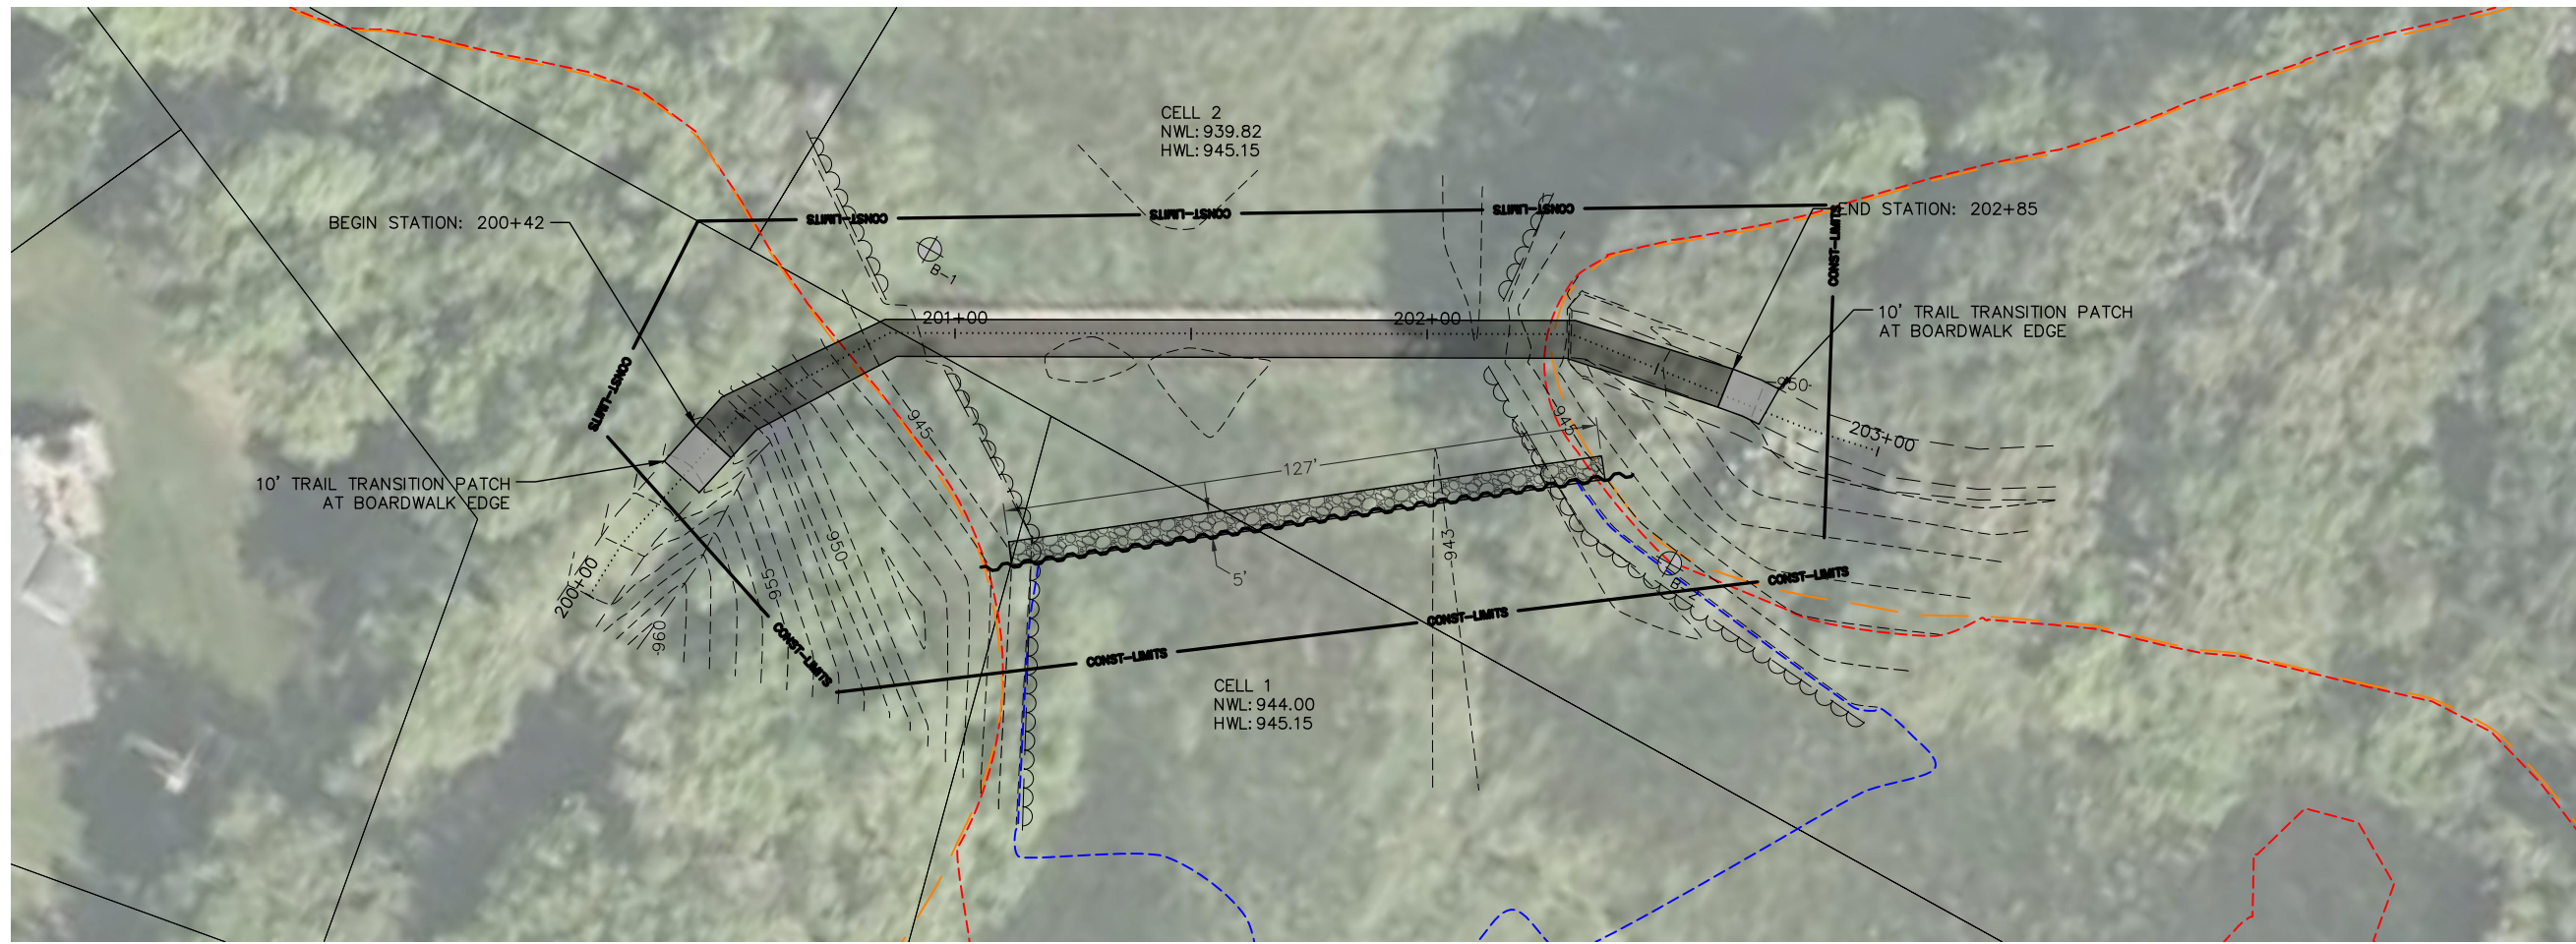 CELL 2
NWL: 939.82
HWL: 945.15
BEGIN STATION: 200+42
CONST-LIMITS
CONST-LIMITS
CONST-LIMITS
END STATION: 202+85
CONST-LIMITS
B-1
10' TRAIL TRANSITION PATCH
AT BOARDWALK EDGE
201+00
202+00
CONST-LIMITS
950
945
945
203+00
127'
10' TRAIL TRANSITION PATCH
AT BOARDWALK EDGE
950
943
5'
955
200+00
960
CONST-LIMITS
CONST-LIMITS
CONST-LIMITS
CONST-LIMITS
CELL 1
NWL: 944.00
HWL: 945.15